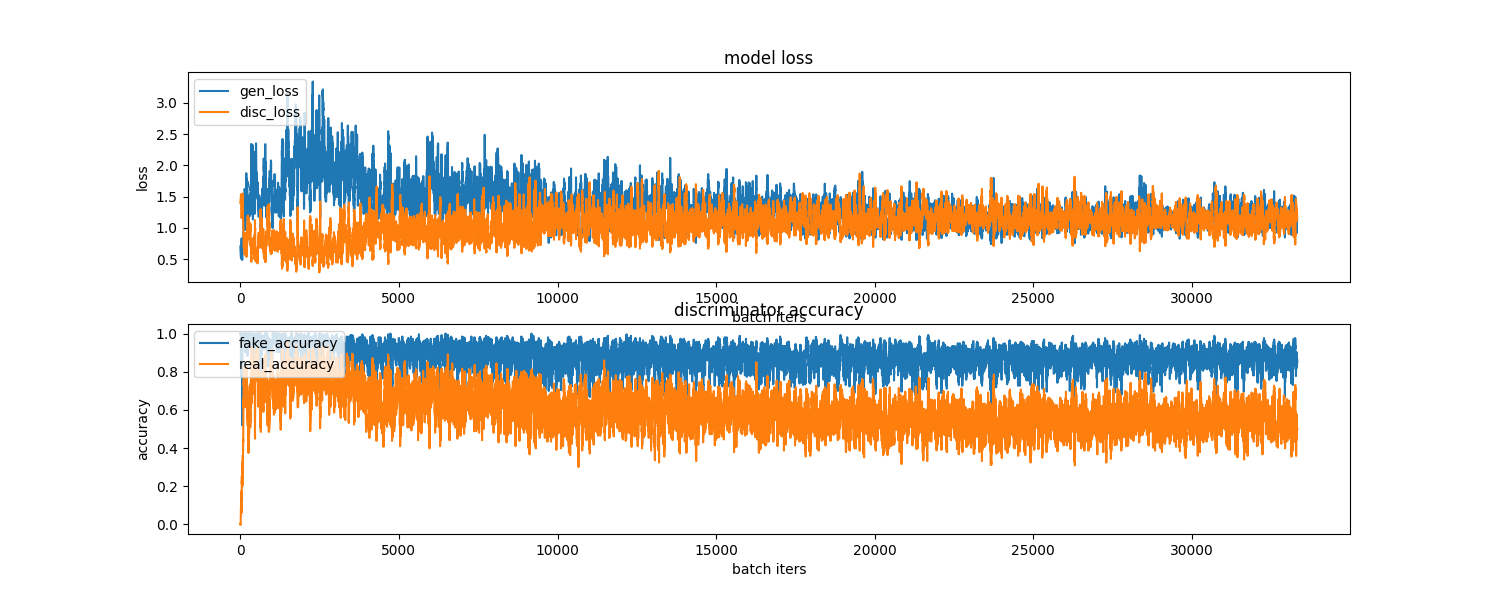 model loss
gen_loss
disc_loss
3.0
2.5
2.0
1.5
1.0
0.5
loss
0 5000 10000 15000 20000 25000 30000
batch iters
discriminator accuracy
fake_accuracy
real_accuracy
1.0
0.8
0.6
0.4
0.2
0.0
accuracy
0 5000 10000 15000 20000 25000 30000
batch iters